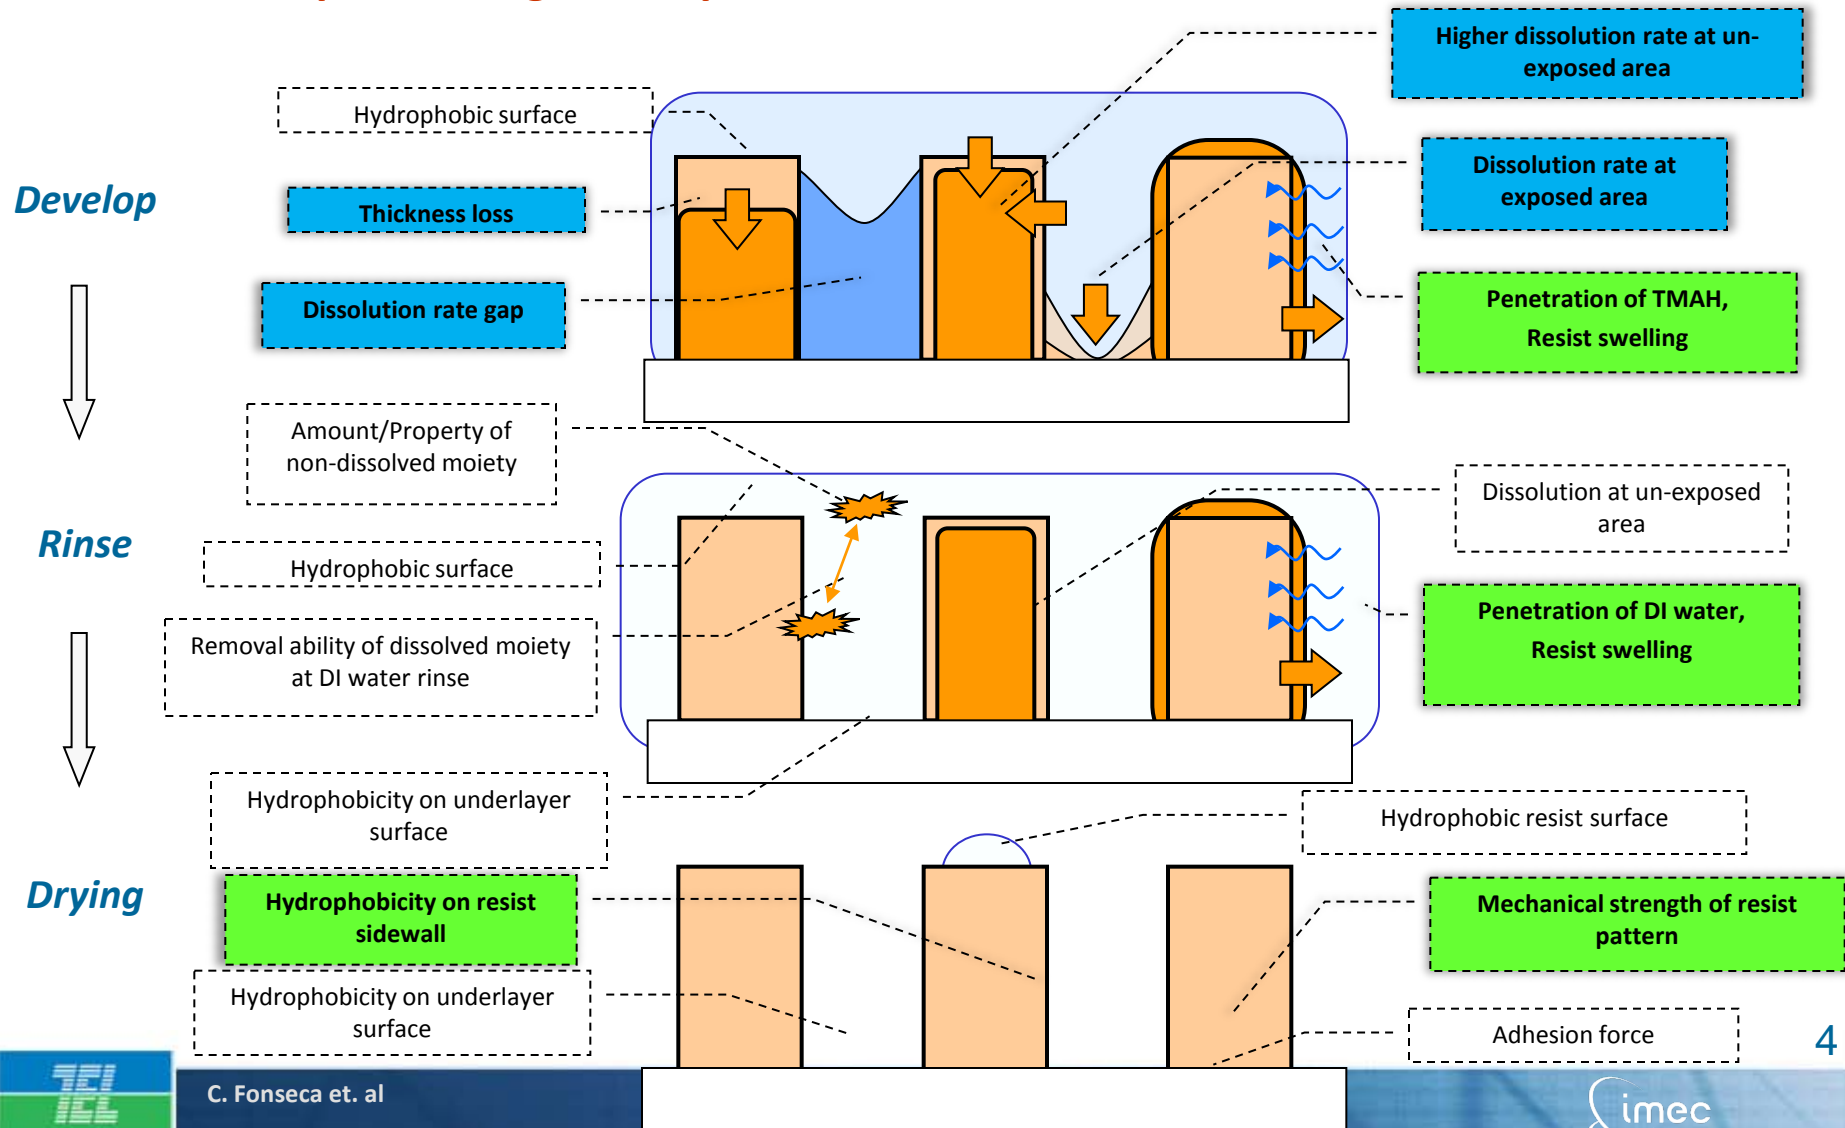 Higher dissolution rate at un-
exposed area
Hydrophobic surface
Dissolution rate at
exposed area
Develop
Thickness loss
Dissolution rate gap
Penetration of TMAH,
Resist swelling
Amount/Property of
non-dissolved moiety
Dissolution at un-exposed
area
Rinse
Hydrophobic surface
Penetration of DI water,
Resist swelling
Removal ability of dissolved moiety
at DI water rinse
Hydrophobicity on underlayer
surface
Hydrophobic resist surface
Drying
Hydrophobicity on resist
sidewall
Mechanical strength of resist
pattern
Hydrophobicity on underlayer
surface
Adhesion force
4
TEL
C. Fonseca et. al
imec